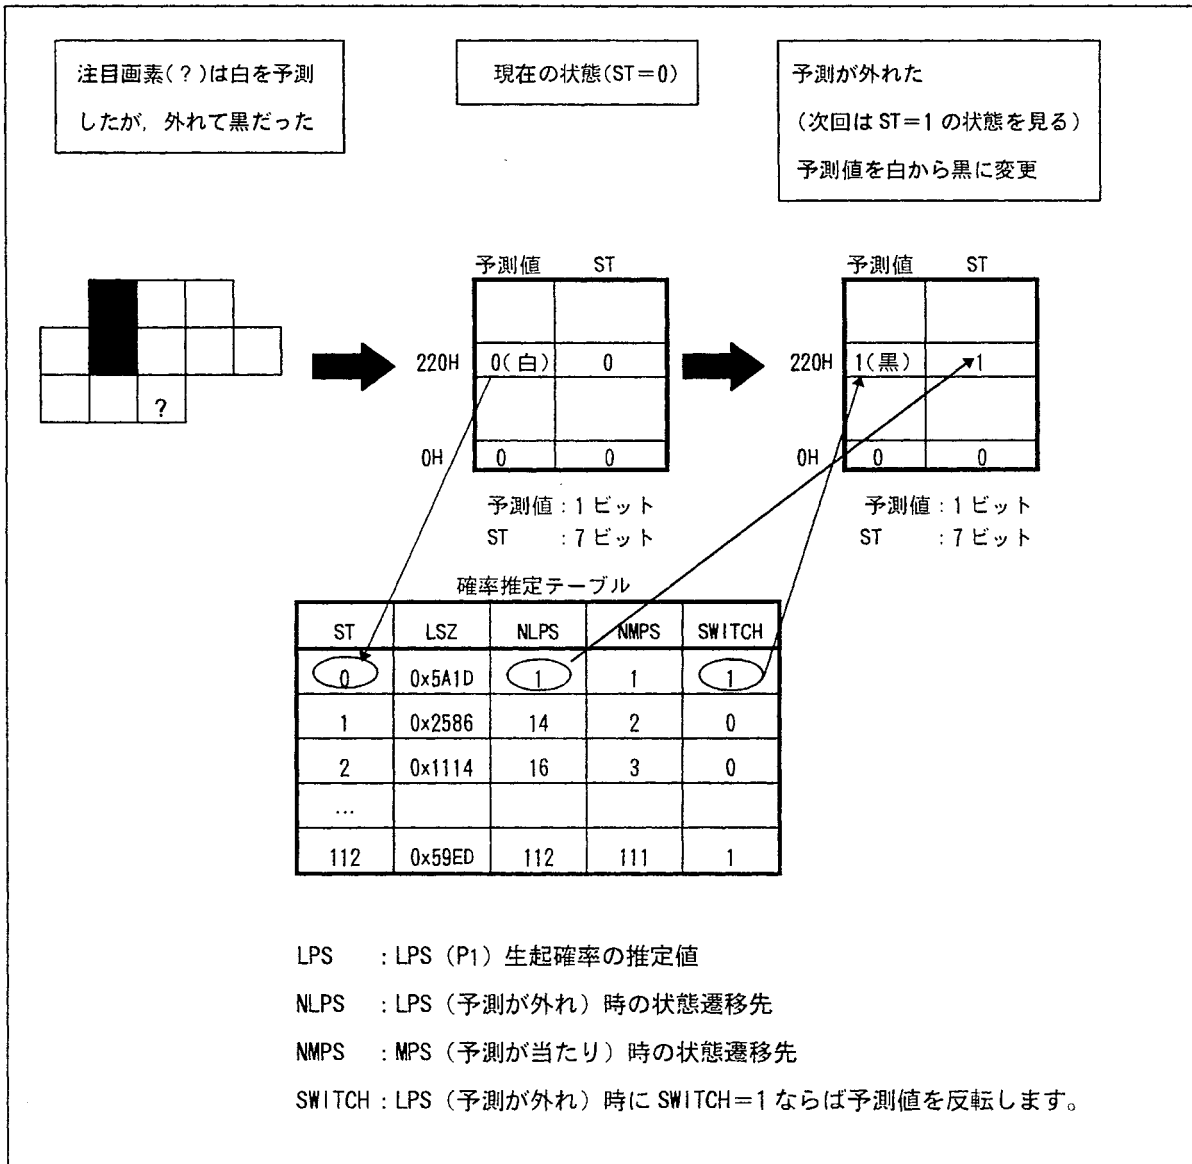 注目画素(?)は白を予測
したが, 外れて黒だった
現在の状態(ST=0)
予測が外れた
(次回は ST=1 の状態を見る)
予測値を白から黒に変更
予測値 ST
220H 0(白) 0
0H 0 0
予測値:1ビット
ST :7ビット
予測値 ST
220H 1(黒) 1
0H 0 0
予測値:1ビット
ST :7ビット
?
確率推定テーブル
ST LSZ NLPS NMPS SWITCH
0 0x5A1D 1 1 1
1 0x2586 14 2 0
2 0x1114 16 3 0
...
112 0x59ED 112 111 1
LPS :LPS (P1) 生起確率の推定値
NLPS :LPS (予測が外れ) 時の状態遷移先
NMPS :MPS (予測が当たり) 時の状態遷移先
SWITCH:LPS (予測が外れ) 時に SWITCH=1 ならば予測値を反転します。